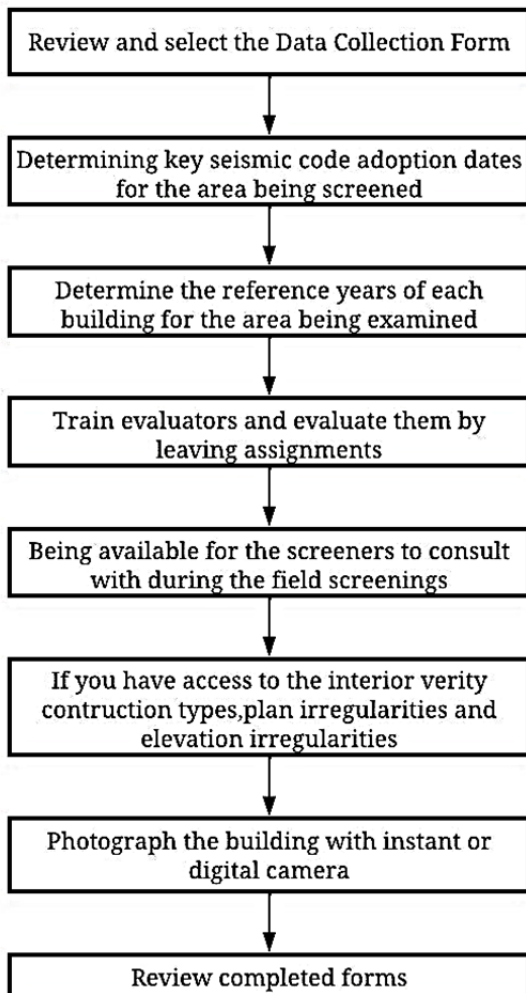 Review and select the Data Collection Form
Determining key seismic code adoption dates
for the area being screened
Determine the reference years of each
building for the area being examined
Train evaluators and evaluate them by
leaving assignments
Being available for the screeners to consult
with during the field screenings
If you have access to the interior verity
contruction types,plan irregularities and
elevation irregularities
Photograph the building with instant or
digital camera
Review completed forms